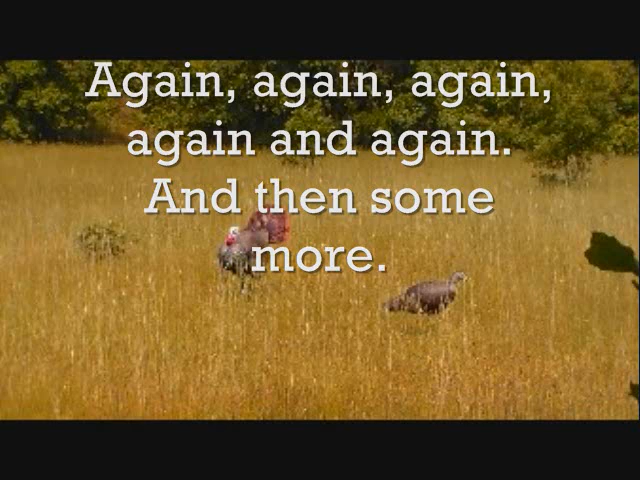 Again, again, again,
again and again.
And then some
more.